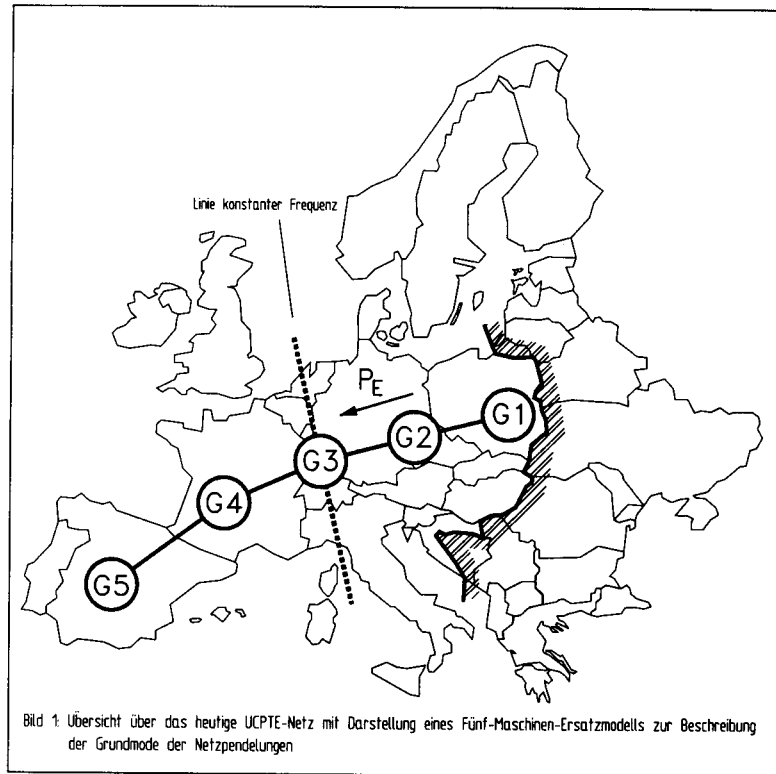 Linie konstanter Frequenz
P_E
G1
G2
G3
G4
G5
Bild 1: Übersicht über das heutige UCPTE-Netz mit Darstellung eines Fünf-Maschinen-Ersatzmodells zur Beschreibung
der Grundmode der Netzpendelungen